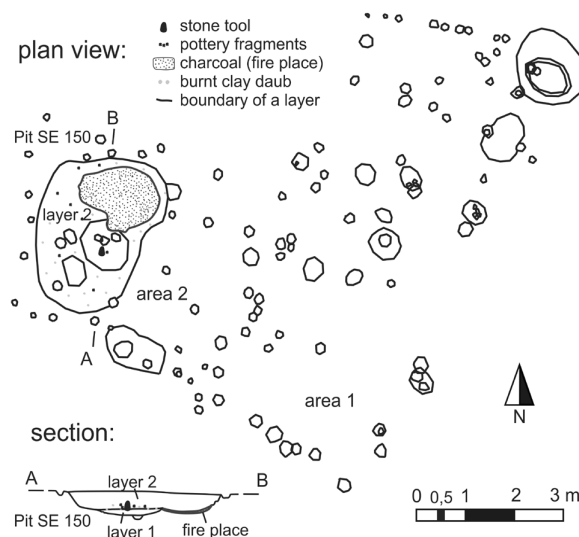 plan view:
stone tool
pottery fragments
charcoal (fire place)
burnt clay daub
boundary of a layer
B
Pit SE 150
layer 2
area 2
A
area 1
N
section:
A
layer 2
B
Pit SE 150
layer 1
fire place
0 0,5 1 2 3 m